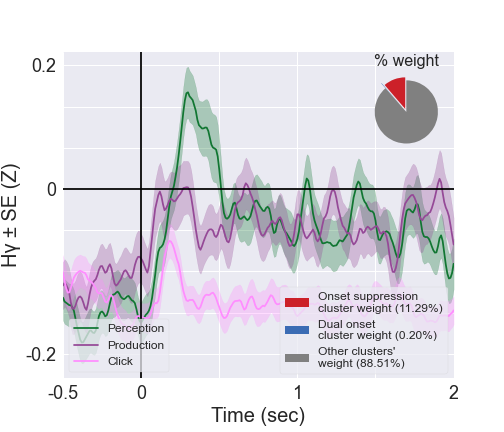 % weight
0.2
0
-0.2
Hγ ± SE (Z)
Perception
Production
Click
Onset suppression
cluster weight (11.29%)
Dual onset
cluster weight (0.20%)
Other clusters'
weight (88.51%)
-0.5
0
1
2
Time (sec)